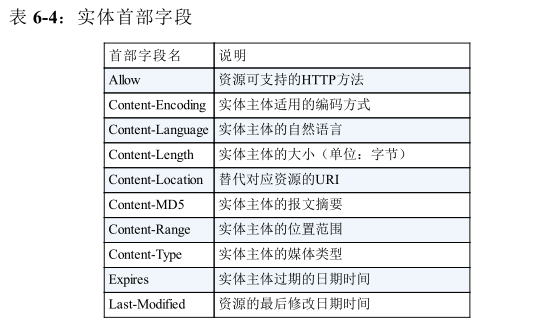 表 6-4：实体首部字段
首部字段名 说明
Allow 资源可支持的HTTP方法
Content-Encoding 实体主体适用的编码方式
Content-Language 实体主体的自然语言
Content-Length 实体主体的大小（单位：字节）
Content-Location 替代对应资源的URI
Content-MD5 实体主体的报文摘要
Content-Range 实体主体的位置范围
Content-Type 实体主体的媒体类型
Expires 实体主体过期的日期时间
Last-Modified 资源的最后修改日期时间